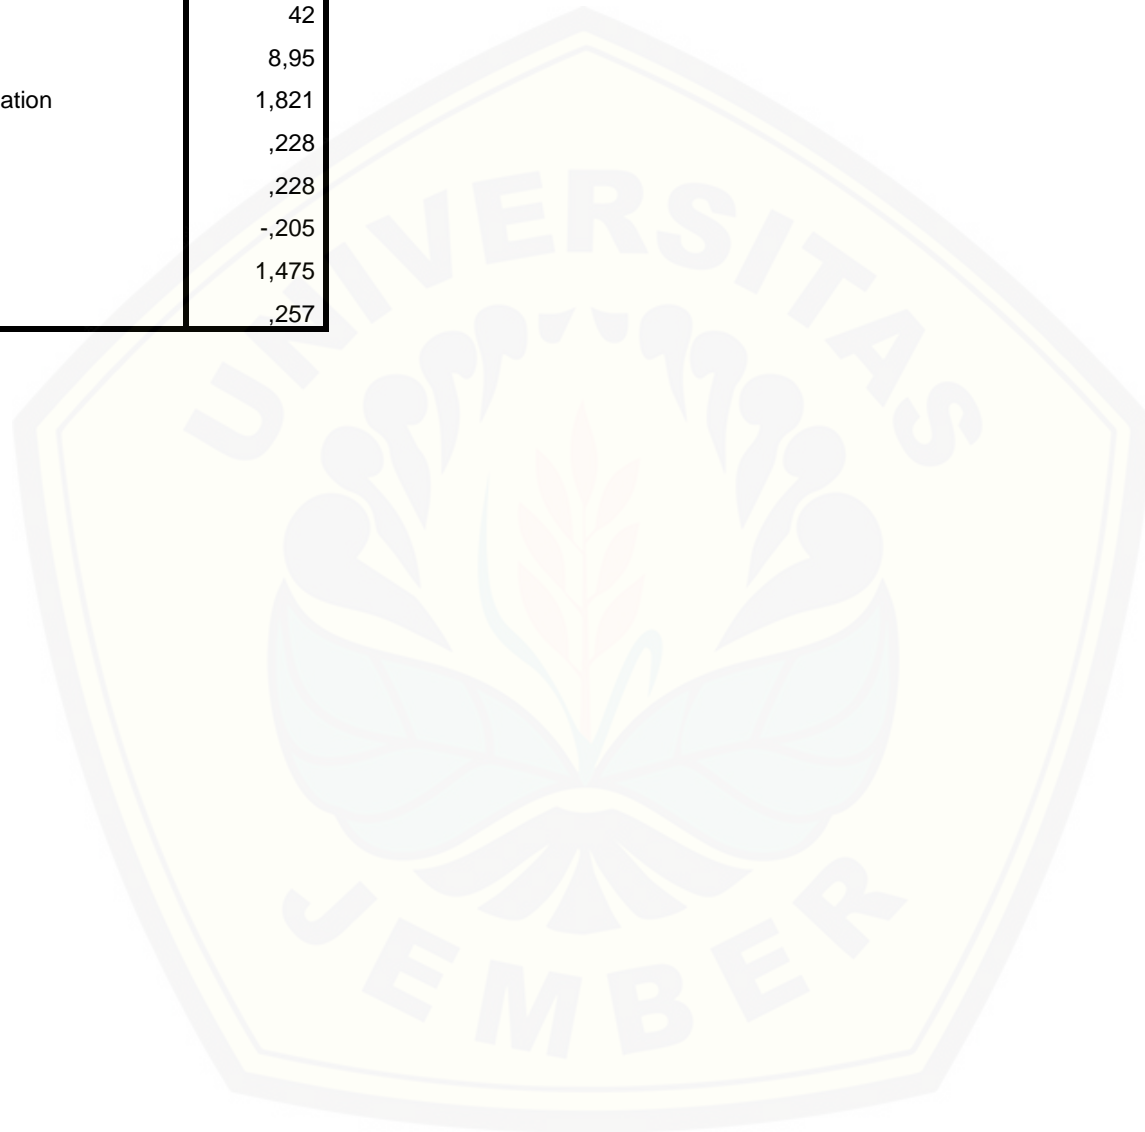 42
8,95
ation 1,821
,228
,228
-,205
1,475
,257
UNIVERSITAS
JEMBER